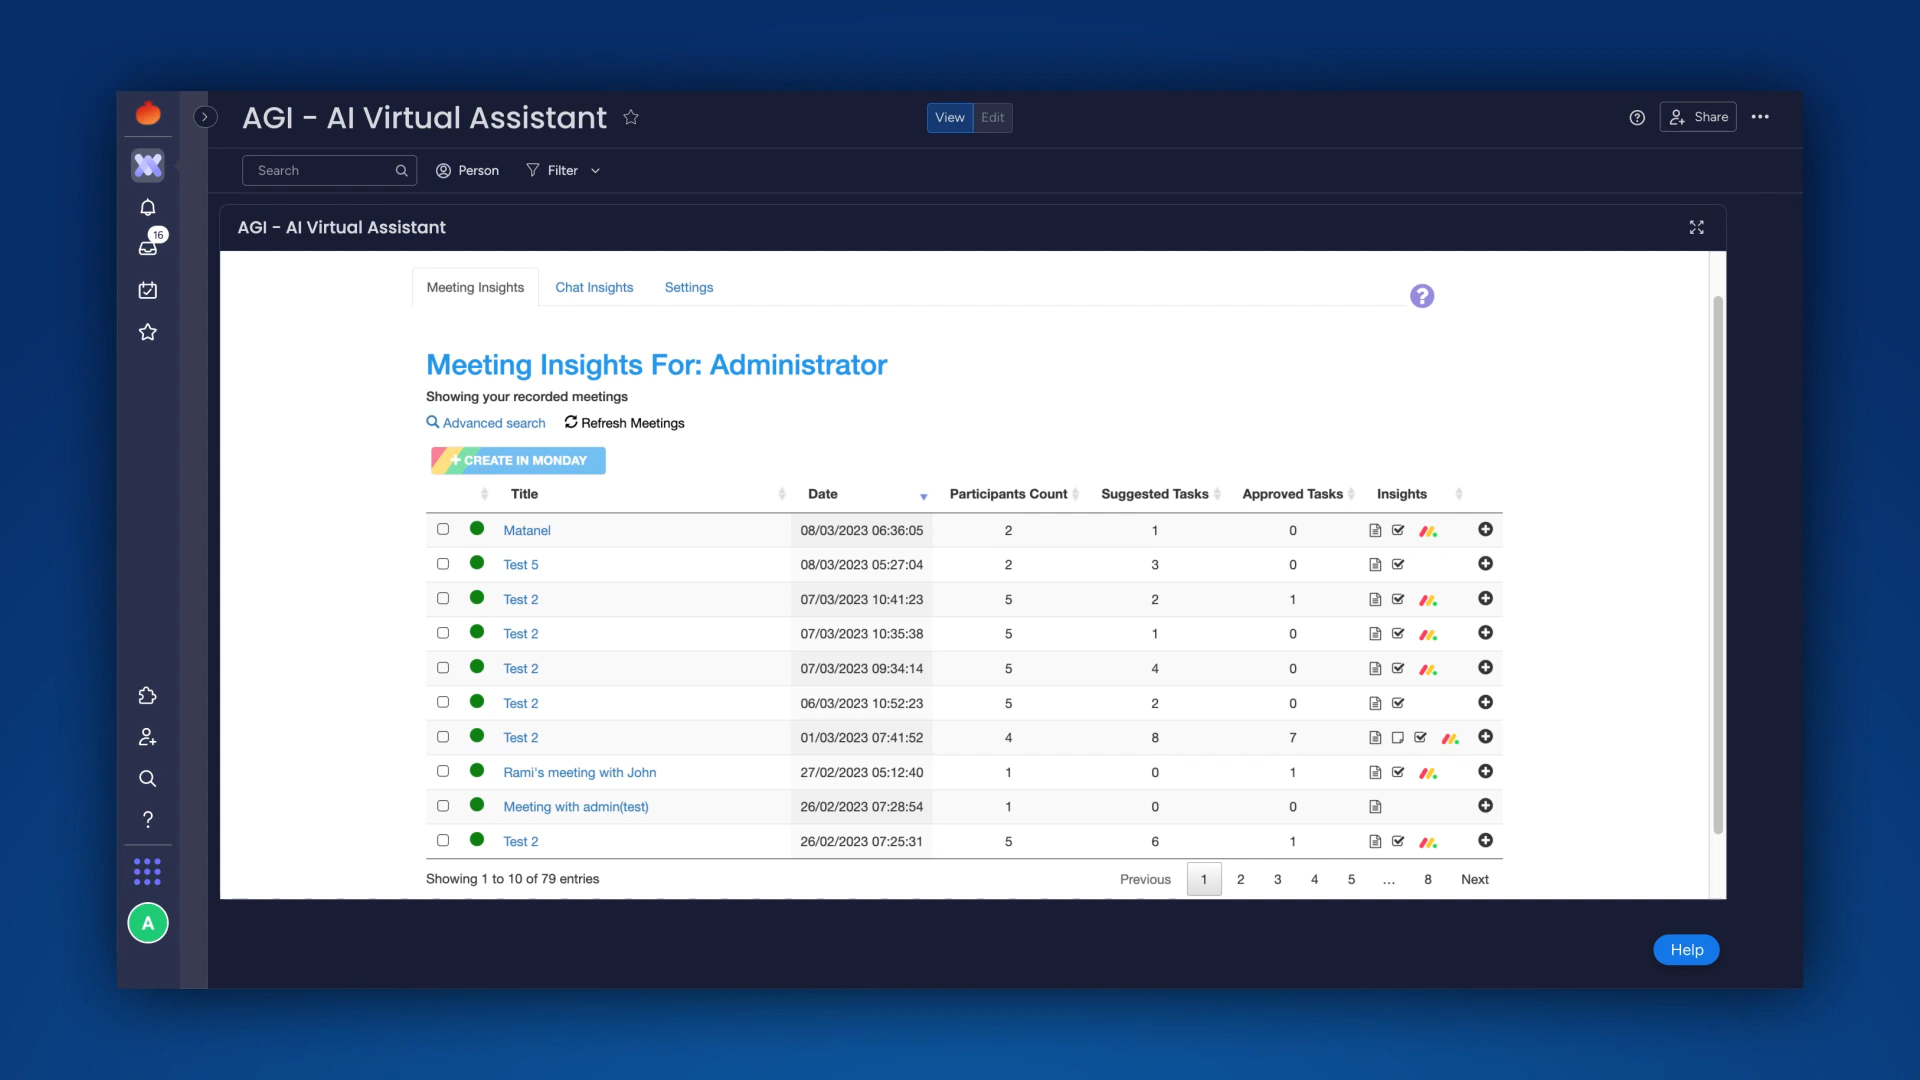 AGI - AI Virtual Assistant
View Edit
Share
Search
Person
Filter
AGI - AI Virtual Assistant
16
Meeting Insights Chat Insights Settings
?
Meeting Insights For: Administrator
Showing your recorded meetings
Advanced search Refresh Meetings
+ CREATE IN MONDAY
Title Date Participants Count Suggested Tasks Approved Tasks Insights
Matanel 08/03/2023 06:36:05 2 1 0
Test 5 08/03/2023 05:27:04 2 3 0
Test 2 07/03/2023 10:41:23 5 2 1
Test 2 07/03/2023 10:35:38 5 1 0
Test 2 07/03/2023 09:34:14 5 4 0
Test 2 06/03/2023 10:52:23 5 2 0
Test 2 01/03/2023 07:41:52 4 8 7
Rami's meeting with John 27/02/2023 05:12:40 1 0 1
Meeting with admin(test) 26/02/2023 07:28:54 1 0 0
Test 2 26/02/2023 07:25:31 5 6 1
Showing 1 to 10 of 79 entries Previous 1 2 3 4 5 ... 8 Next
A
Help